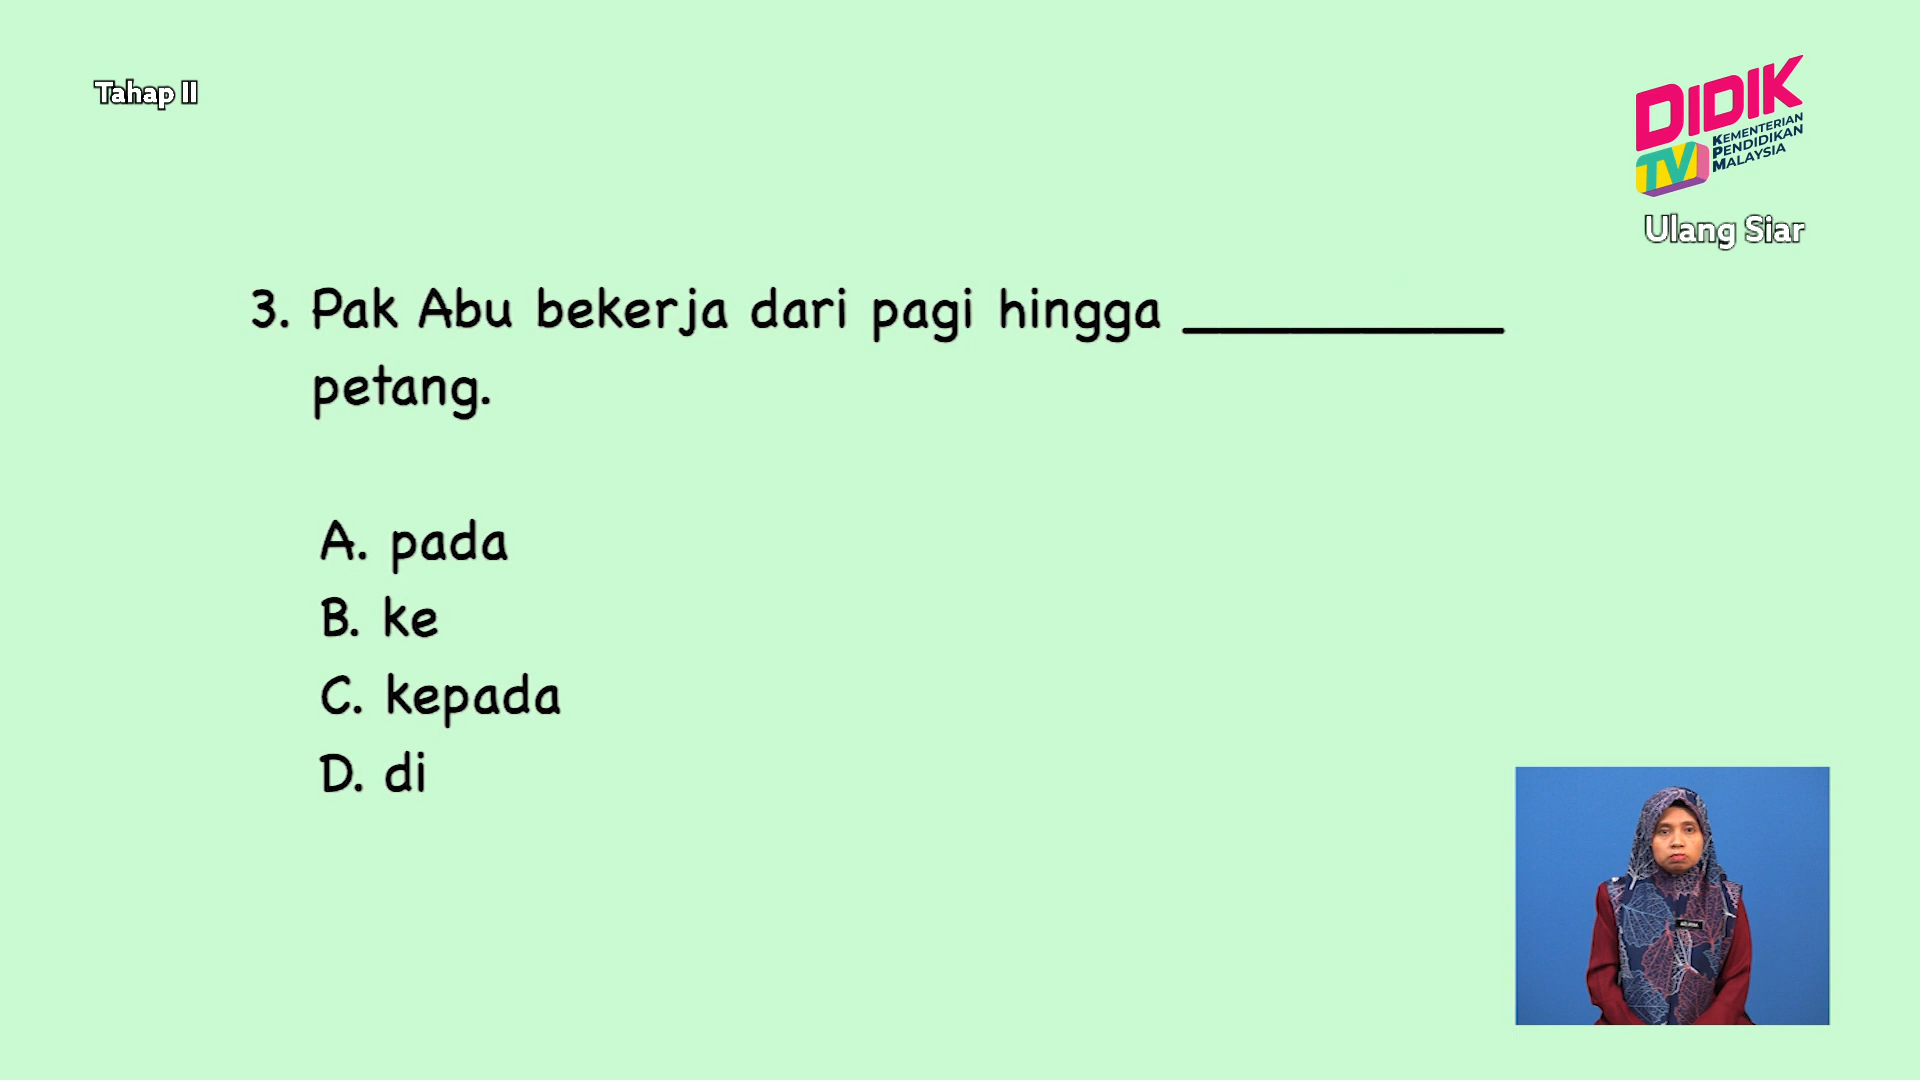 Tahap II
DIDIK
TV
KEMENTERIAN
PENDIDIKAN
MALAYSIA
Ulang Siar
3. Pak Abu bekerja dari pagi hingga __________
petang.
A. pada
B. ke
C. kepada
D. di